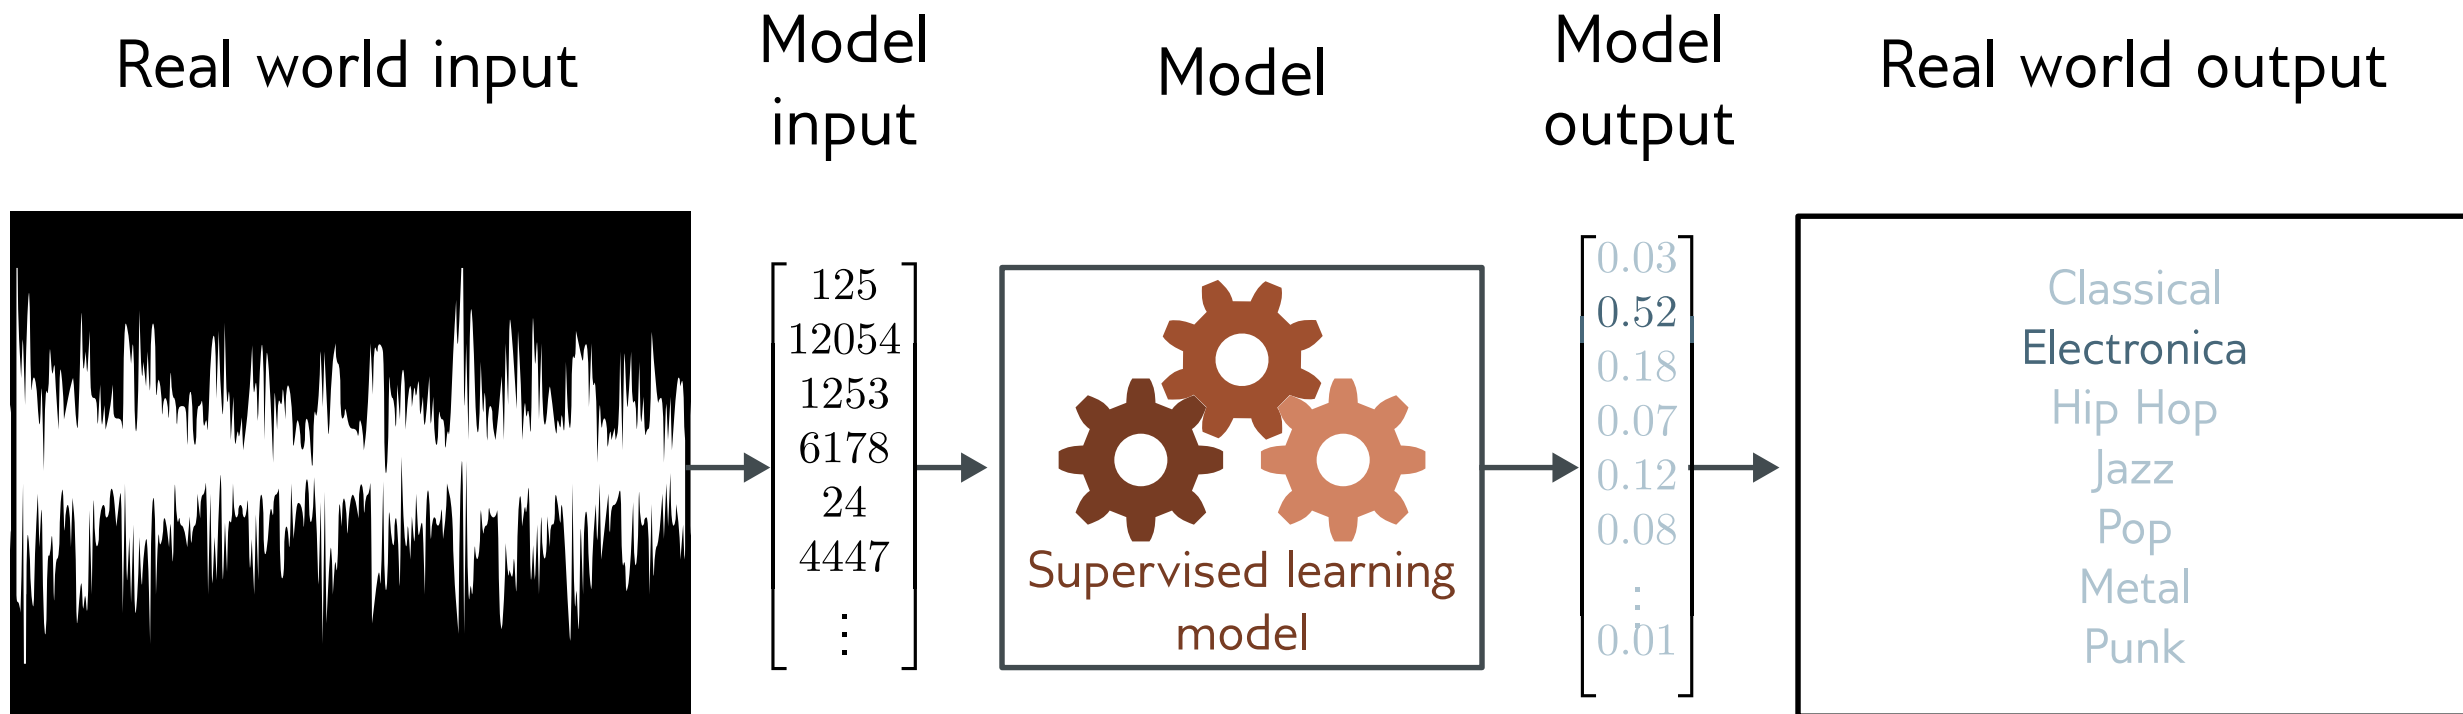 Real world input
Model
input
Model
Model
output
Real world output
125
12054
1253
6178
24
4447
⋮
Supervised learning
model
0.03
0.52
0.18
0.07
0.12
0.08
⋮
0.01
Classical
Electronica
Hip Hop
Jazz
Pop
Metal
Punk